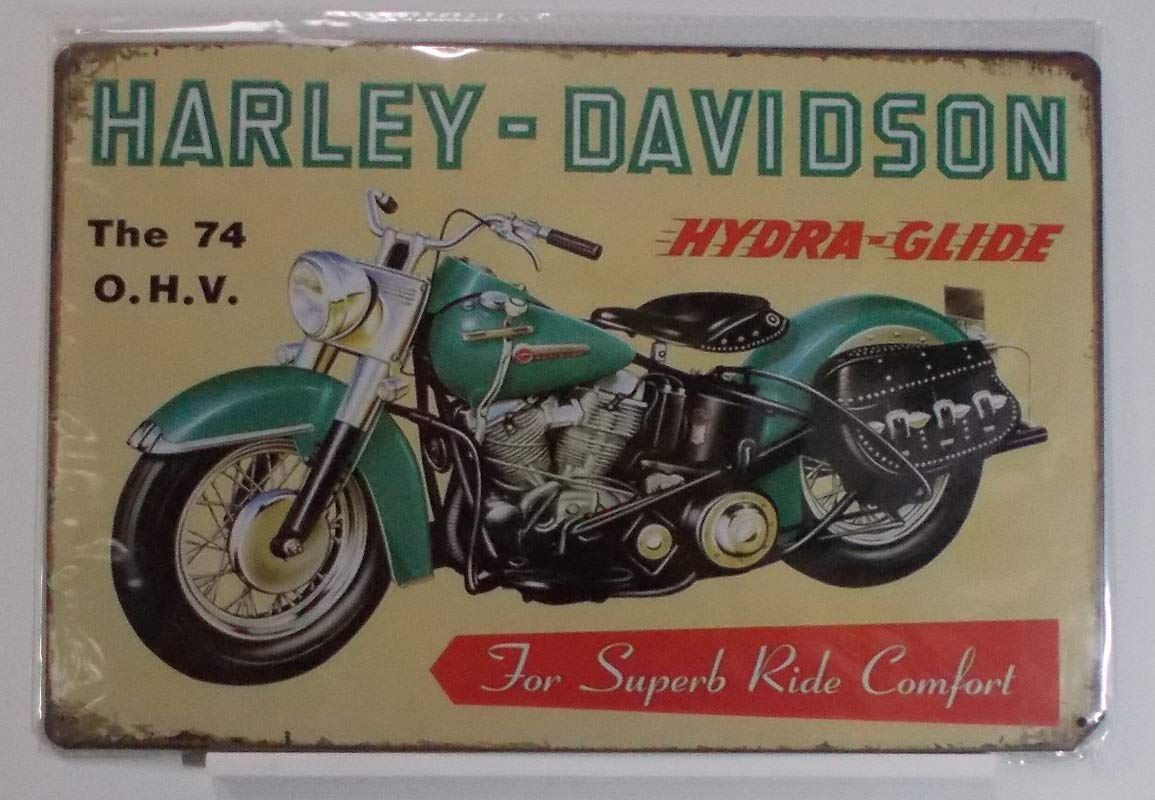 HARLEY - DAVIDSON
The 74
O.H.V.
HYDRA-GLIDE
For Superb Ride Comfort